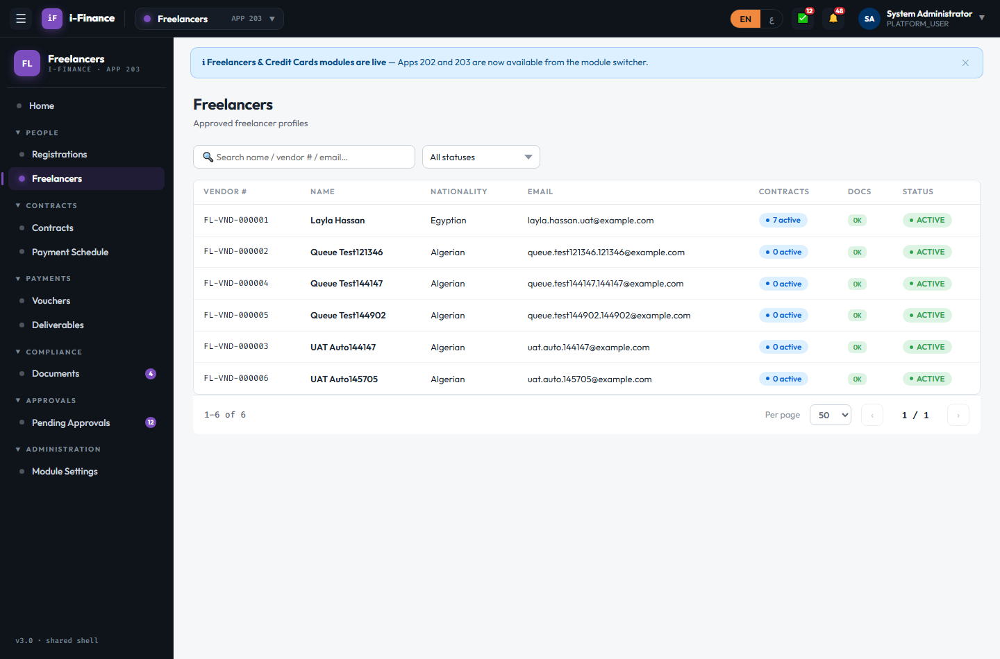 ☰ iF i-Finance Freelancers APP 203 ▼ EN ع 12 48 SA System Administrator ▼
PLATFORM_USER
FL Freelancers
I-FINANCE · APP 203
Home
▼ PEOPLE
Registrations
Freelancers
▼ CONTRACTS
Contracts
Payment Schedule
▼ PAYMENTS
Vouchers
Deliverables
▼ COMPLIANCE
Documents 4
▼ APPROVALS
Pending Approvals 12
▼ ADMINISTRATION
Module Settings
v3.0 · shared shell
ℹ Freelancers & Credit Cards modules are live — Apps 202 and 203 are now available from the module switcher. ×
Freelancers
Approved freelancer profiles
🔍 Search name / vendor # / email... All statuses
VENDOR # NAME NATIONALITY EMAIL CONTRACTS DOCS STATUS
FL-VND-000001 Layla Hassan Egyptian layla.hassan.uat@example.com • 7 active OK • ACTIVE
FL-VND-000002 Queue Test121346 Algerian queue.test121346.121346@example.com • 0 active OK • ACTIVE
FL-VND-000004 Queue Test144147 Algerian queue.test144147.144147@example.com • 0 active OK • ACTIVE
FL-VND-000005 Queue Test144902 Algerian queue.test144902.144902@example.com • 0 active OK • ACTIVE
FL-VND-000003 UAT Auto144147 Algerian uat.auto.144147@example.com • 0 active OK • ACTIVE
FL-VND-000006 UAT Auto145705 Algerian uat.auto.145705@example.com • 0 active OK • ACTIVE
1–6 of 6 Per page 50 ‹ 1 / 1 ›